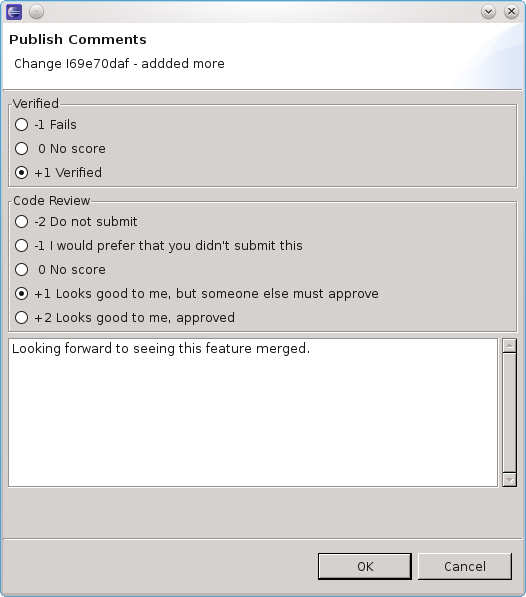 Publish Comments
Change I69e70daf - addded more
Verified
-1 Fails
0 No score
+1 Verified
Code Review
-2 Do not submit
-1 I would prefer that you didn't submit this
0 No score
+1 Looks good to me, but someone else must approve
+2 Looks good to me, approved
Looking forward to seeing this feature merged.
OK
Cancel